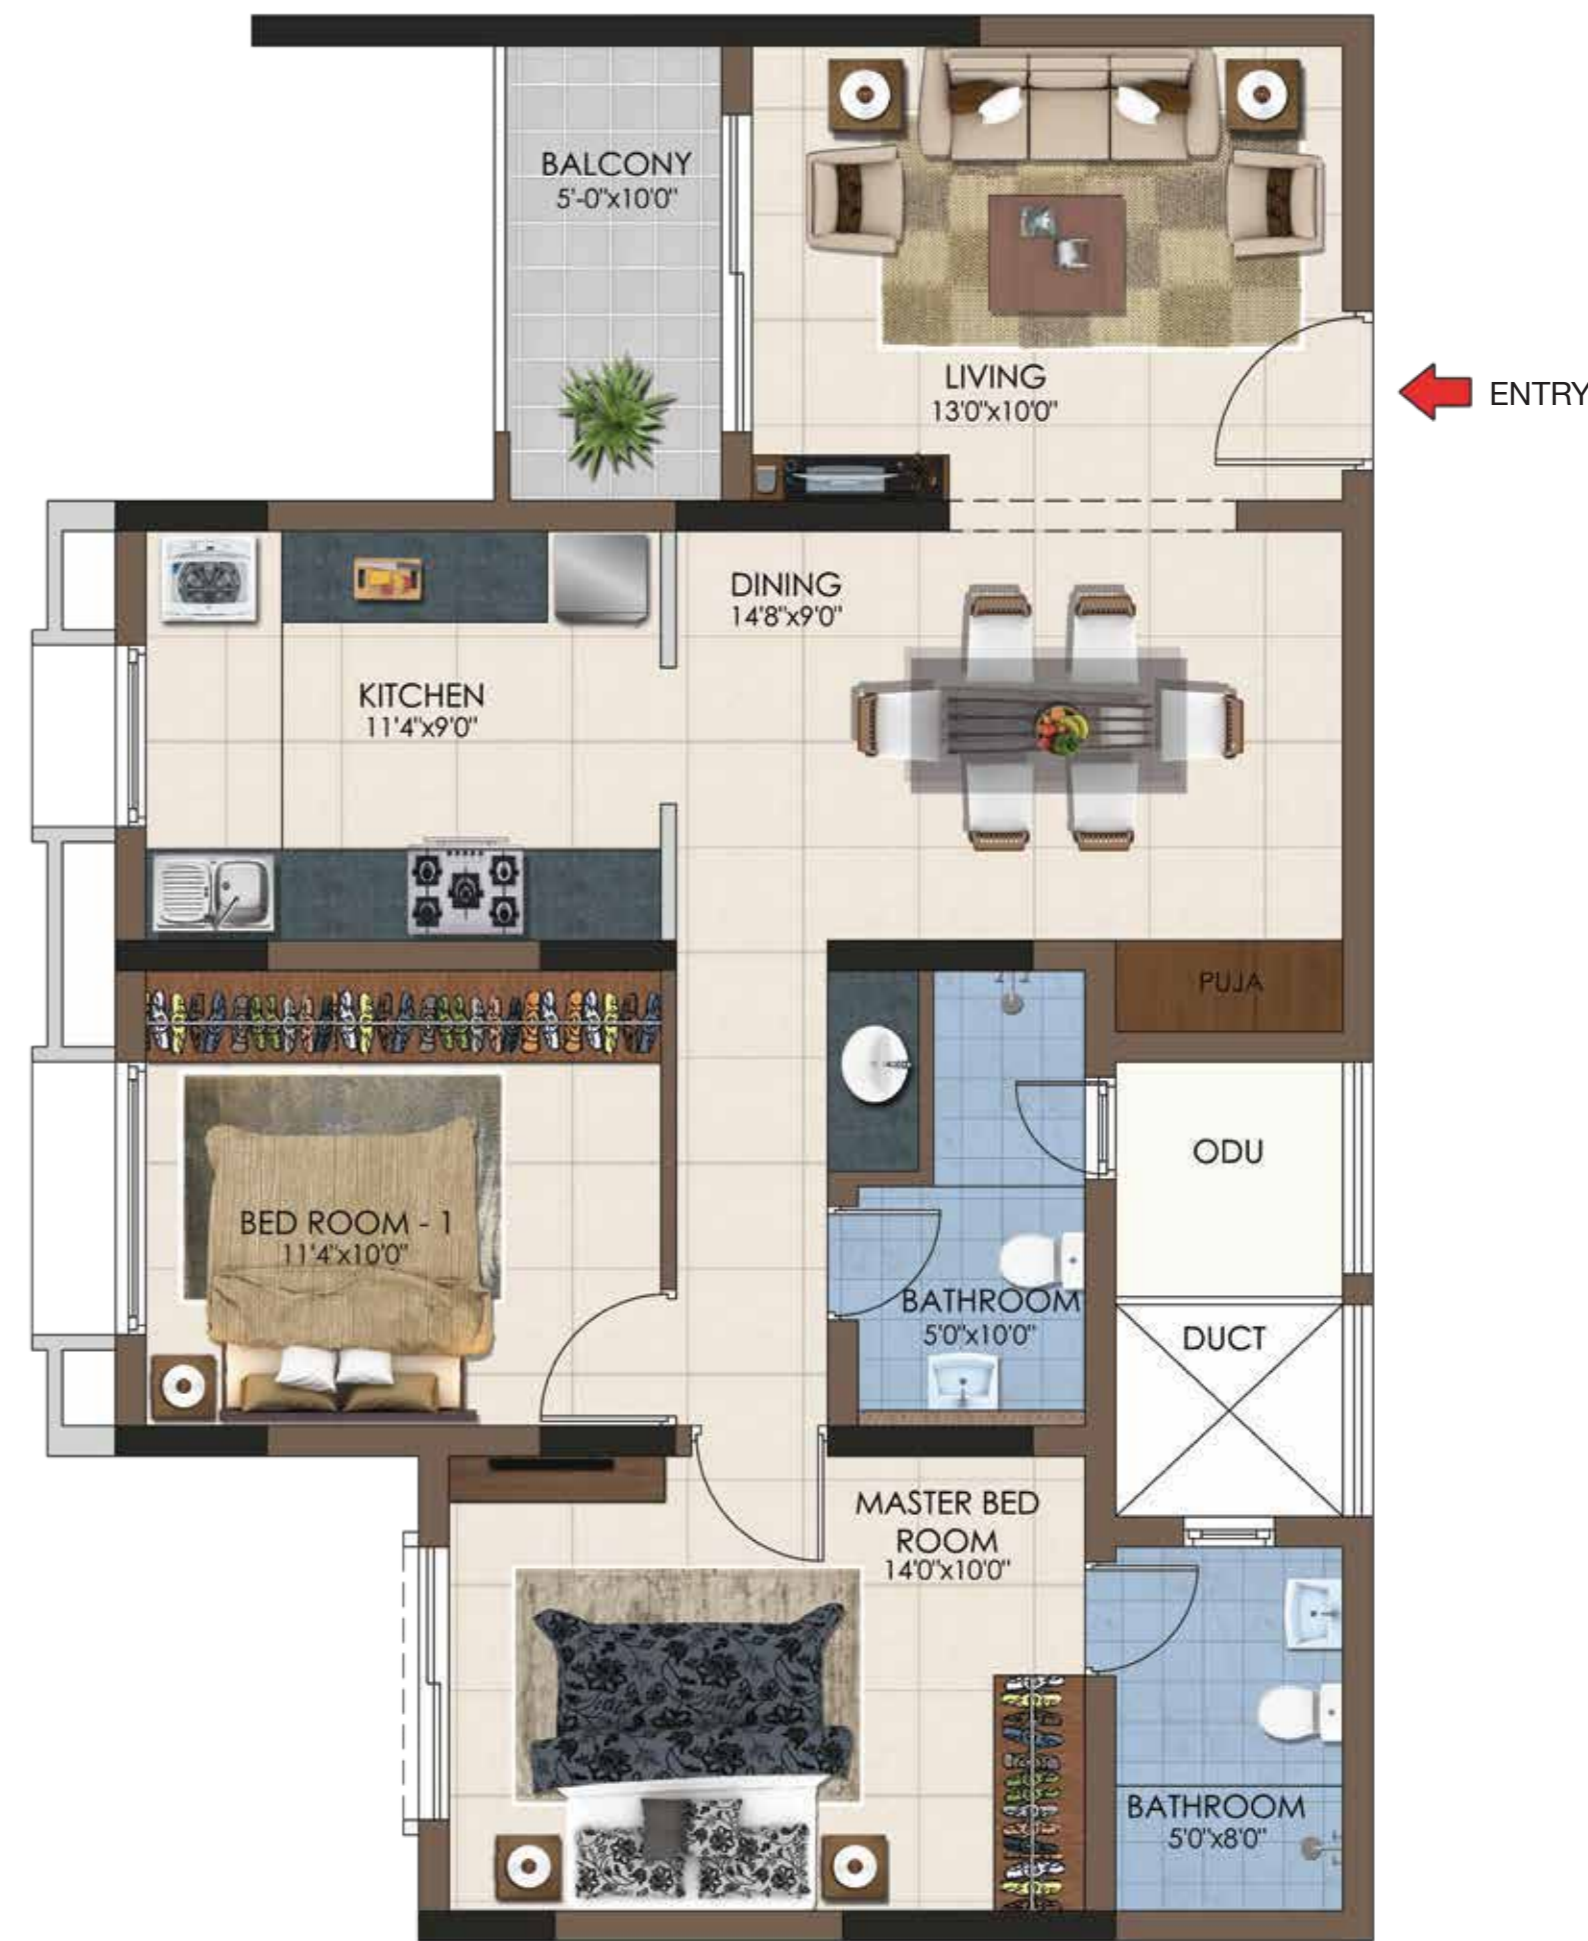 BALCONY
5'-0"x10'0"
LIVING
13'0"x10'0"
ENTRY
DINING
14'8"x9'0"
KITCHEN
11'4"x9'0"
PUJA
ODU
BED ROOM - 1
11'4"x10'0"
BATHROOM
5'0"x10'0"
DUCT
MASTER BED
ROOM
14'0"x10'0"
BATHROOM
5'0"x8'0"